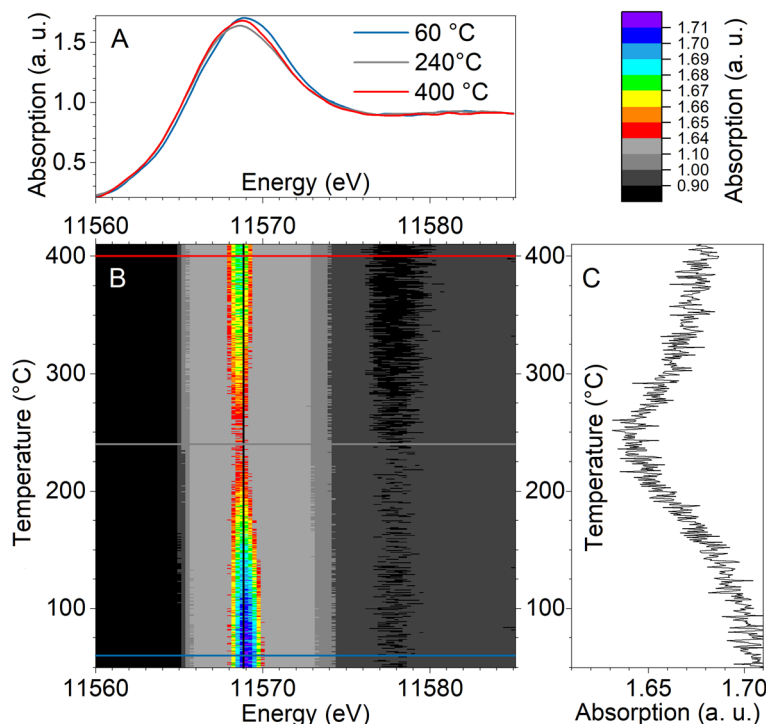 A
60 °C
240°C
400 °C
Absorption (a. u.)
1.5
1.0
0.5
Energy (eV)
11560
11570
11580
1.71
1.70
1.69
1.68
1.67
1.66
1.64
1.10
1.00
0.90
Absorption (a. u.)
B
Temperature (°C)
400
300
200
100
11560
11570
11580
Energy (eV)
C
Temperature (°C)
400
300
200
100
1.65
1.70
Absorption (a. u.)